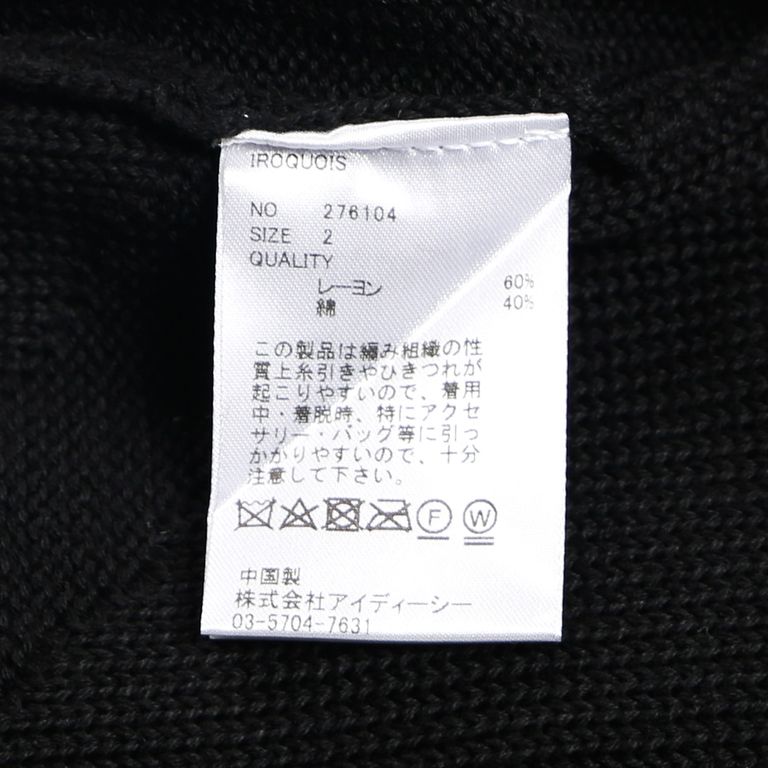 IROQUOIS
NO 276104
SIZE 2
QUALITY
レーヨン 60%
綿 40%
この製品は編み組織の性
質上糸引きやひきつれが
起こりやすいので、着用
中・着脱時、特にアクセ
サリー・バッグ等に引っ
かかりやすいので、十分
注意して下さい。
F W
中国製
株式会社アイディーシー
03-5704-7631